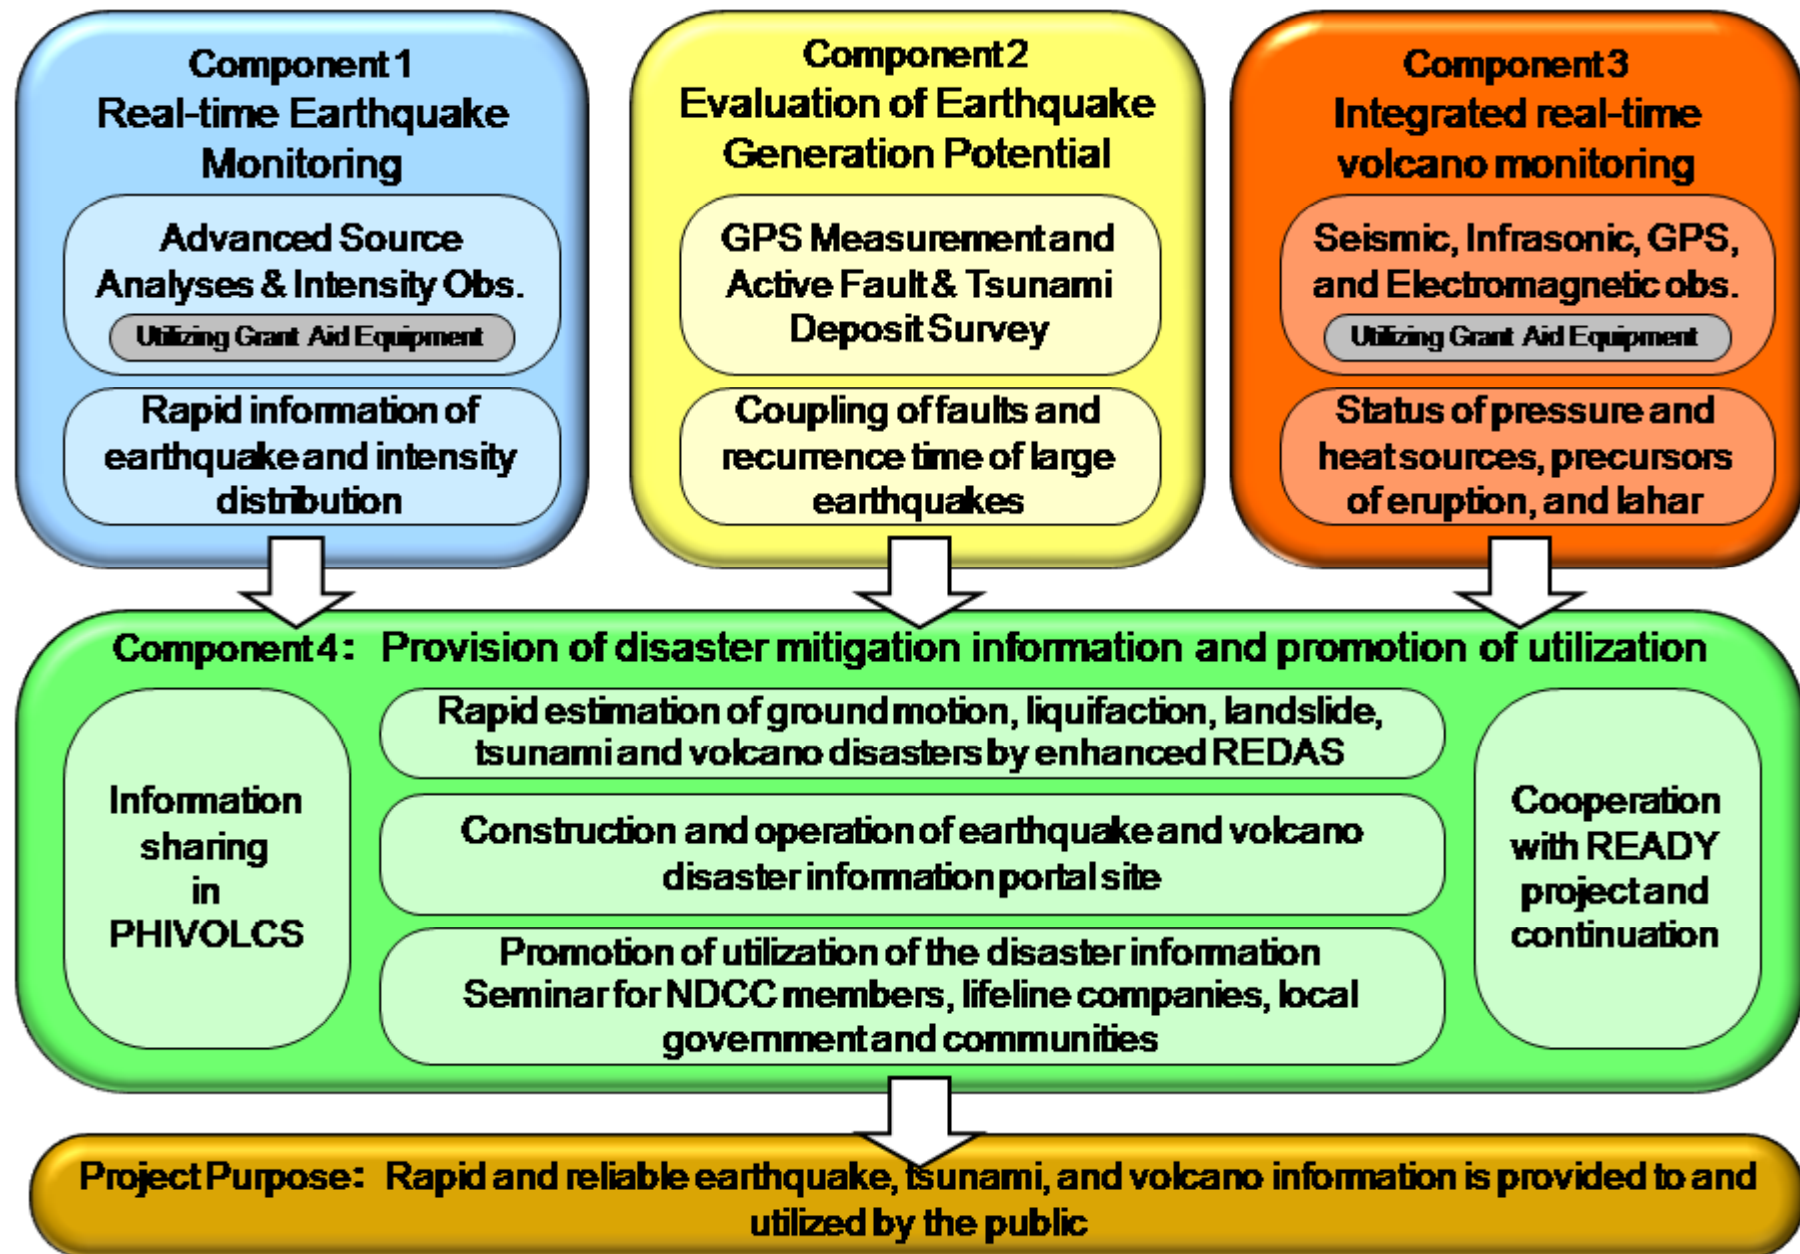 Component 1
Real-time Earthquake
Monitoring
Advanced Source
Analyses & Intensity Obs.
Utilizing Grant Aid Equipment
Rapid information of
earthquake and intensity
distribution
Component 2
Evaluation of Earthquake
Generation Potential
GPS Measurement and
Active Fault & Tsunami
Deposit Survey
Coupling of faults and
recurrence time of large
earthquakes
Component 3
Integrated real-time
volcano monitoring
Seismic, Infrasonic, GPS,
and Electromagnetic obs.
Utilizing Grant Aid Equipment
Status of pressure and
heat sources, precursors
of eruption, and lahar
Component 4: Provision of disaster mitigation information and promotion of utilization
Information
sharing
in
PHIVOLCS
Rapid estimation of ground motion, liquifaction, landslide,
tsunami and volcano disasters by enhanced REDAS
Construction and operation of earthquake and volcano
disaster information portal site
Promotion of utilization of the disaster information
Seminar for NDCC members, lifeline companies, local
government and communities
Cooperation
with READY
project and
continuation
Project Purpose: Rapid and reliable earthquake, tsunami, and volcano information is provided to and
utilized by the public